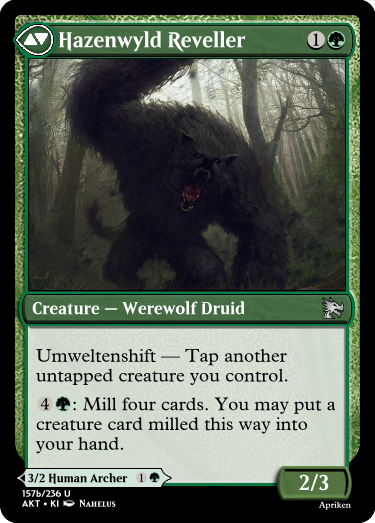 Hazenwyld Reveller 1
Creature — Werewolf Druid
Umweltenshift — Tap another
untapped creature you control.
4 : Mill four cards. You may put a
creature card milled this way into
your hand.
3/2 Human Archer 1
2/3
157b/236 U
AKT • KI Nahelus
Apriken